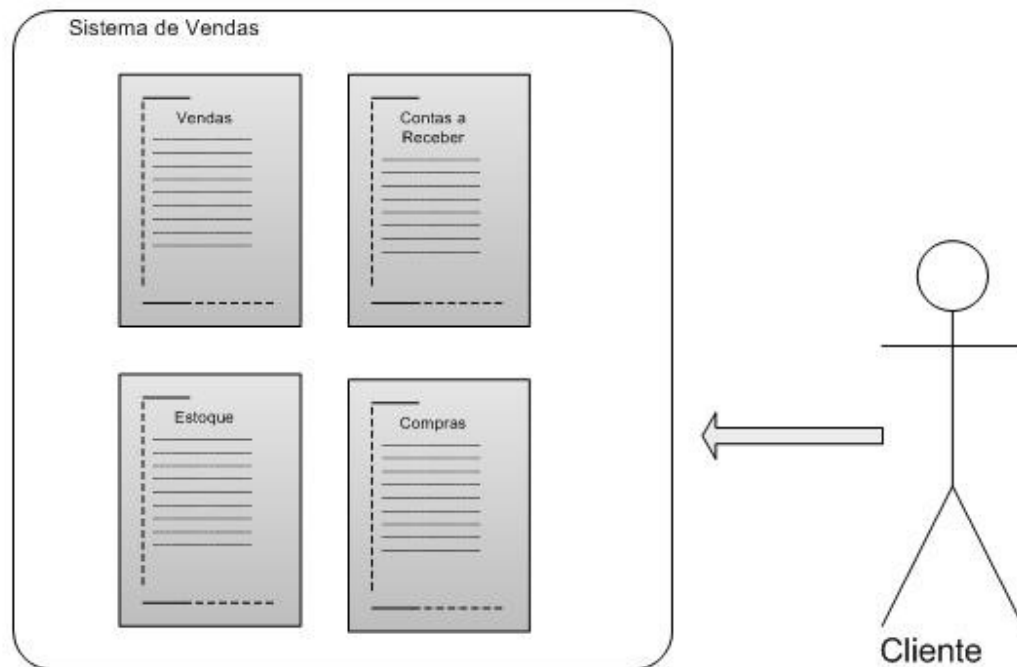 Sistema de Vendas
Vendas
Contas a
Receber
Estoque
Compras
Cliente